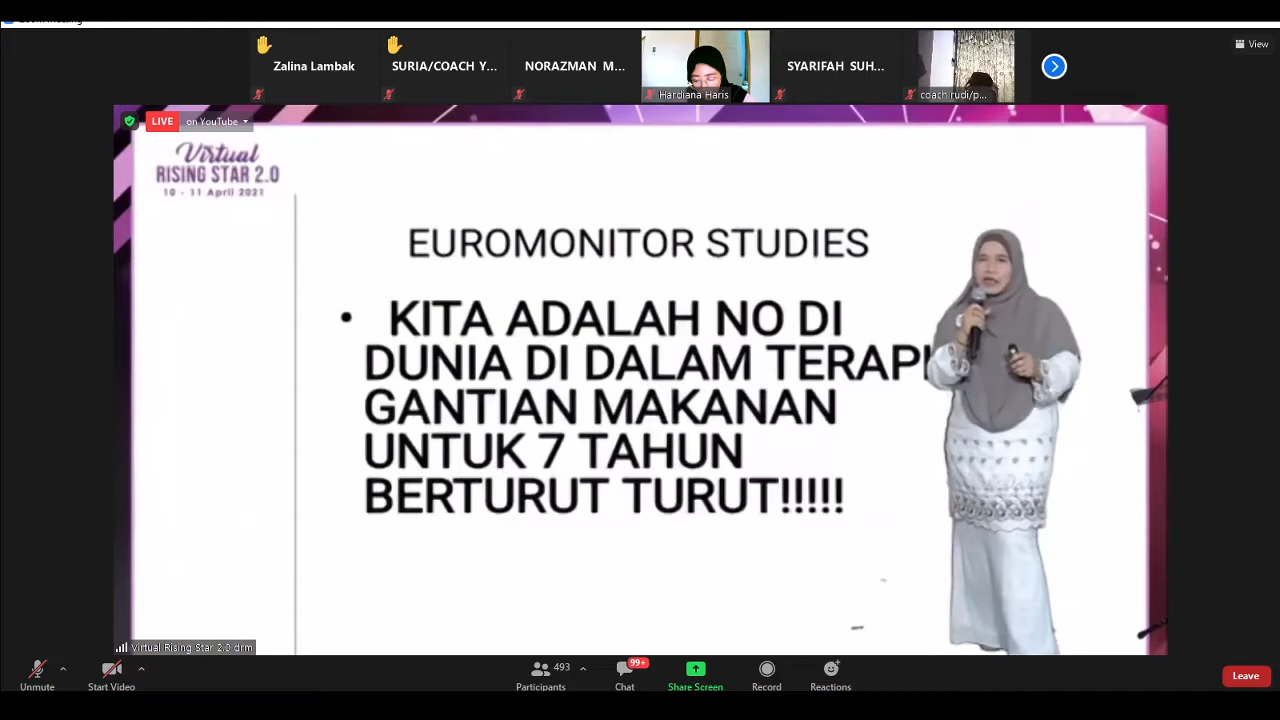 Zoom Meeting
View
Zalina Lambak
SURIA/COACH Y...
NORAZMAN M...
Hardiana Haris
SYARIFAH SUH...
coach rudi/p...
LIVE on YouTube
Virtual
RISING STAR 2.0
10 - 11 April 2021
EUROMONITOR STUDIES
• KITA ADALAH NO DI
DUNIA DI DALAM TERAPI
GANTIAN MAKANAN
UNTUK 7 TAHUN
BERTURUT TURUT!!!!!
Virtual Rising Star 2.0 drm
Unmute
Start Video
493
Participants
99+
Chat
Share Screen
Record
Reactions
Leave